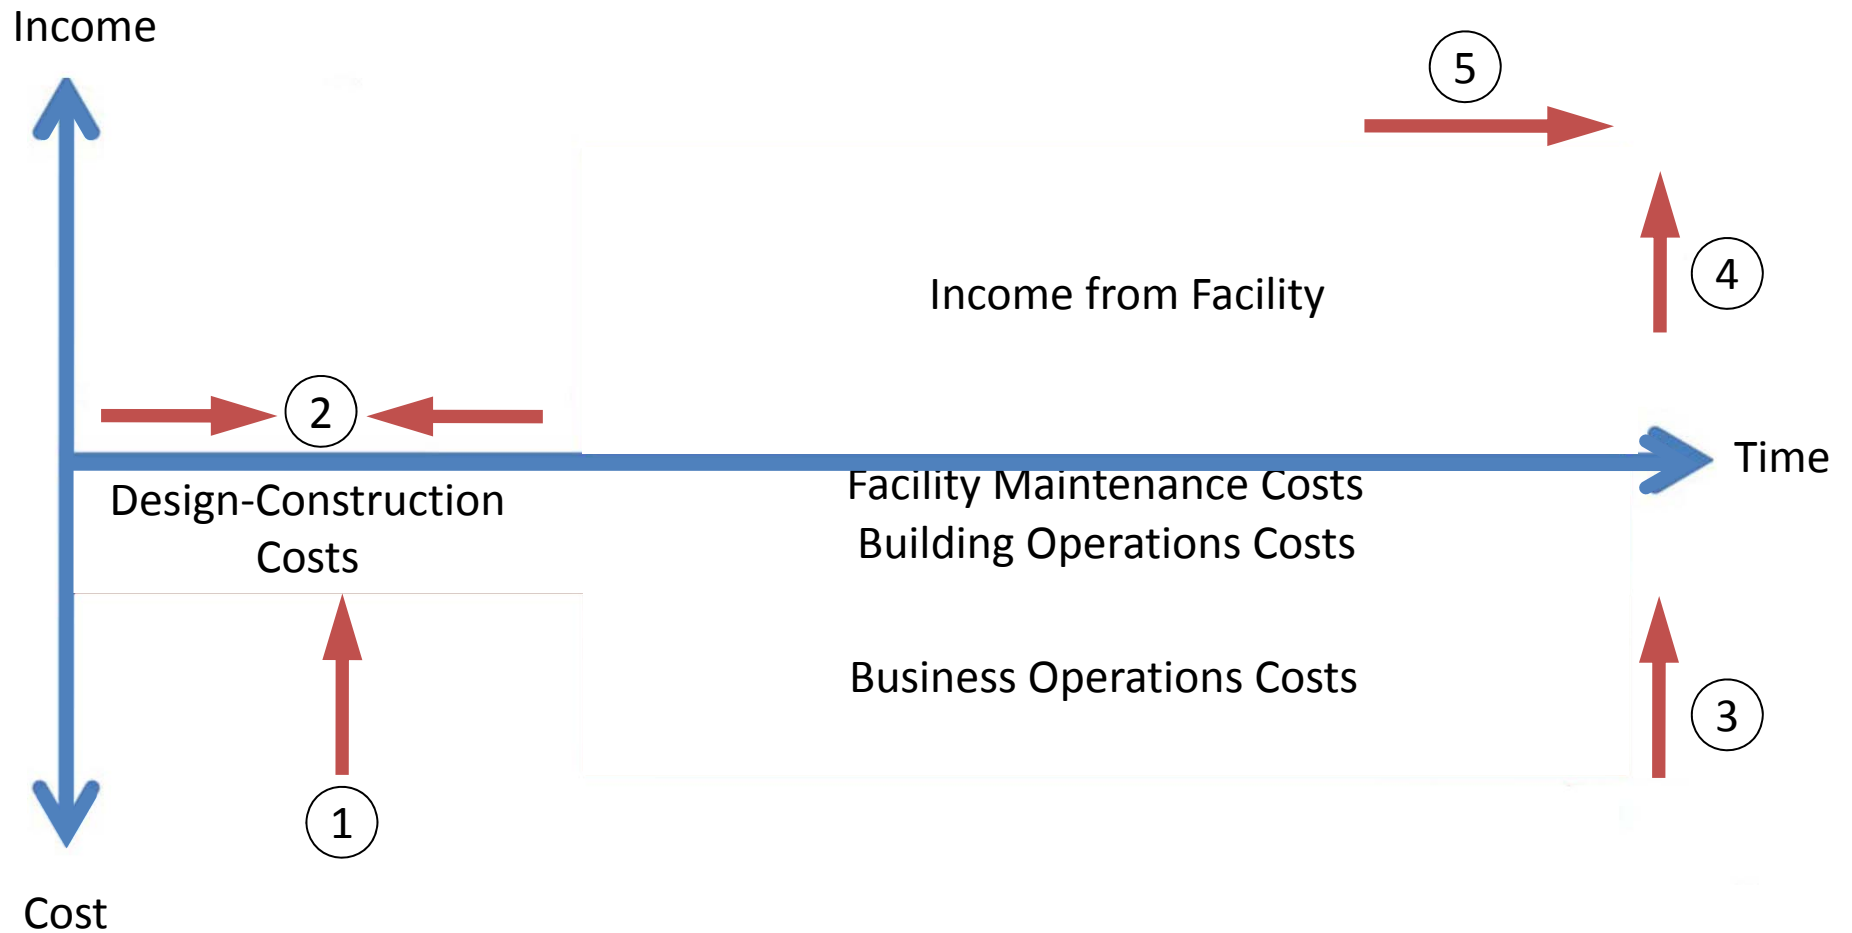 Income
5
4
Income from Facility
2
Time
Design-Construction
Costs
Facility Maintenance Costs
Building Operations Costs
Business Operations Costs
3
1
Cost